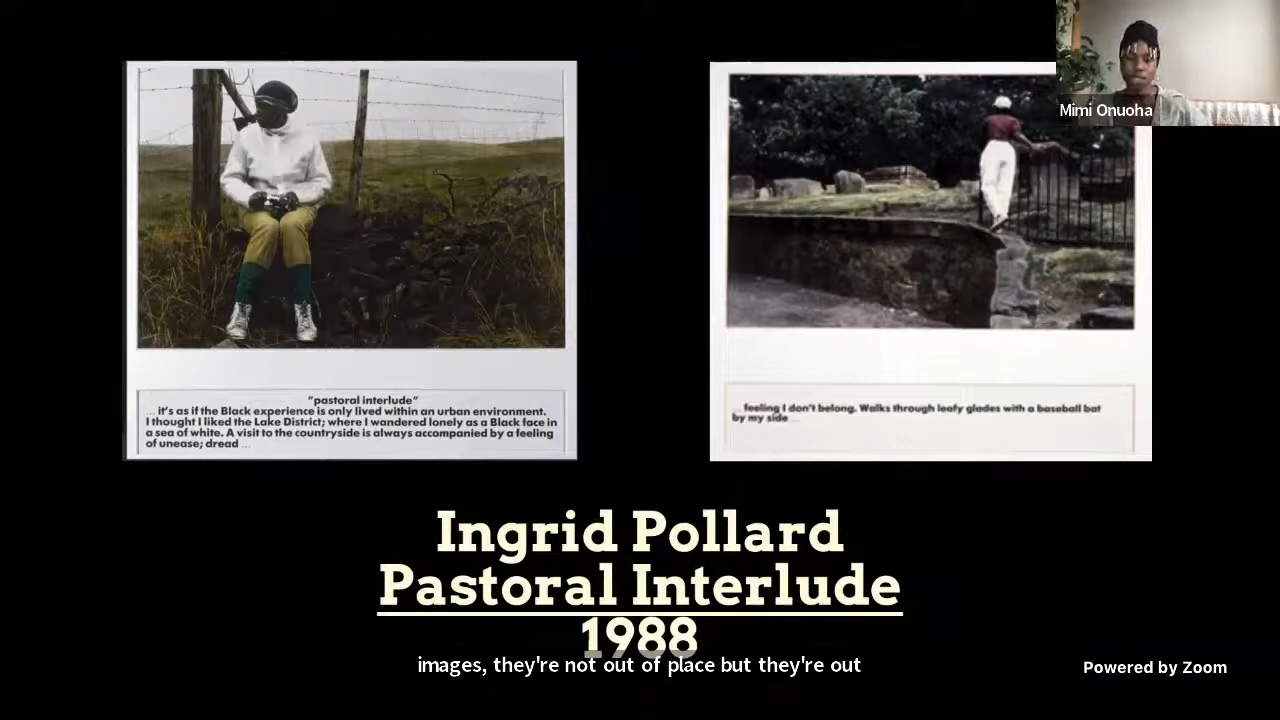 Mimi Onuoha
"pastoral interlude"
... it's as if the Black experience is only lived within an urban environment.
I thought I liked the Lake District; where I wandered lonely as a Black face in
a sea of white. A visit to the countryside is always accompanied by a feeling
of unease; dread ...
... feeling I don't belong. Walks through leafy glades with a baseball bat
by my side ...
Ingrid Pollard
Pastoral Interlude
1988
images, they're not out of place but they're out
Powered by Zoom